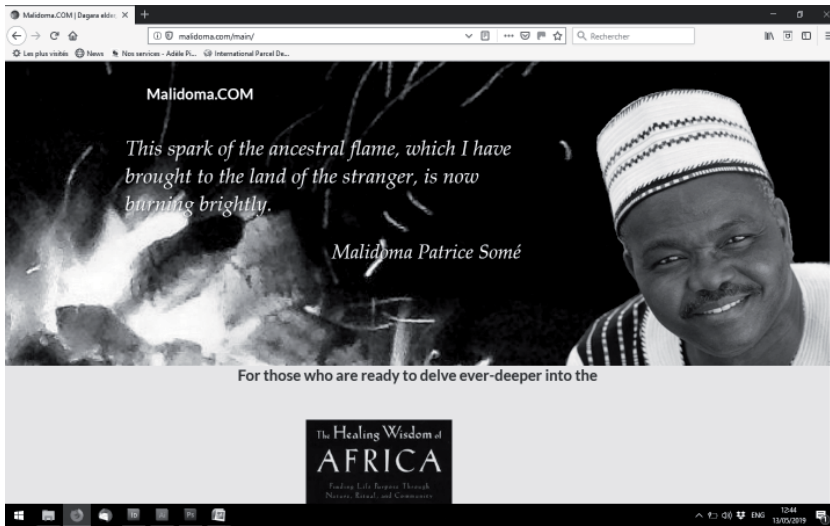 Malidoma.COM | Dagara elder,
malidoma.com/main/
Rechercher
Les plus visités
News
Nos services - Adèle Pi...
International Parcel De...
Malidoma.COM
This spark of the ancestral flame, which I have
brought to the land of the stranger, is now
burning brightly.
Malidoma Patrice Somé
For those who are ready to delve ever-deeper into the
The Healing Wisdom of
AFRICA
Finding Life Purpose Through
Nature, Ritual, and Community
ENG
12:44
13/05/2019